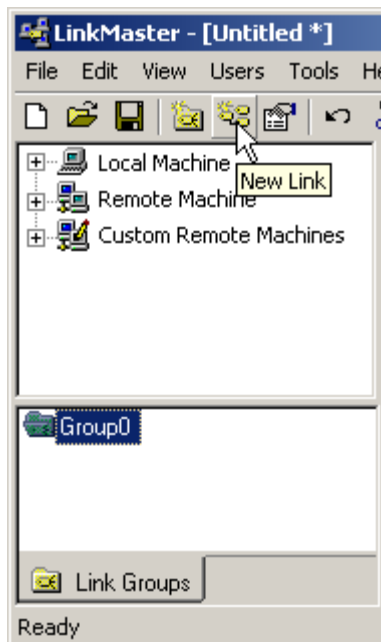 LinkMaster - [Untitled *]
File Edit View Users Tools
Local Machine
New Link
Remote Machine
Custom Remote Machines
Group0
Link Groups
Ready